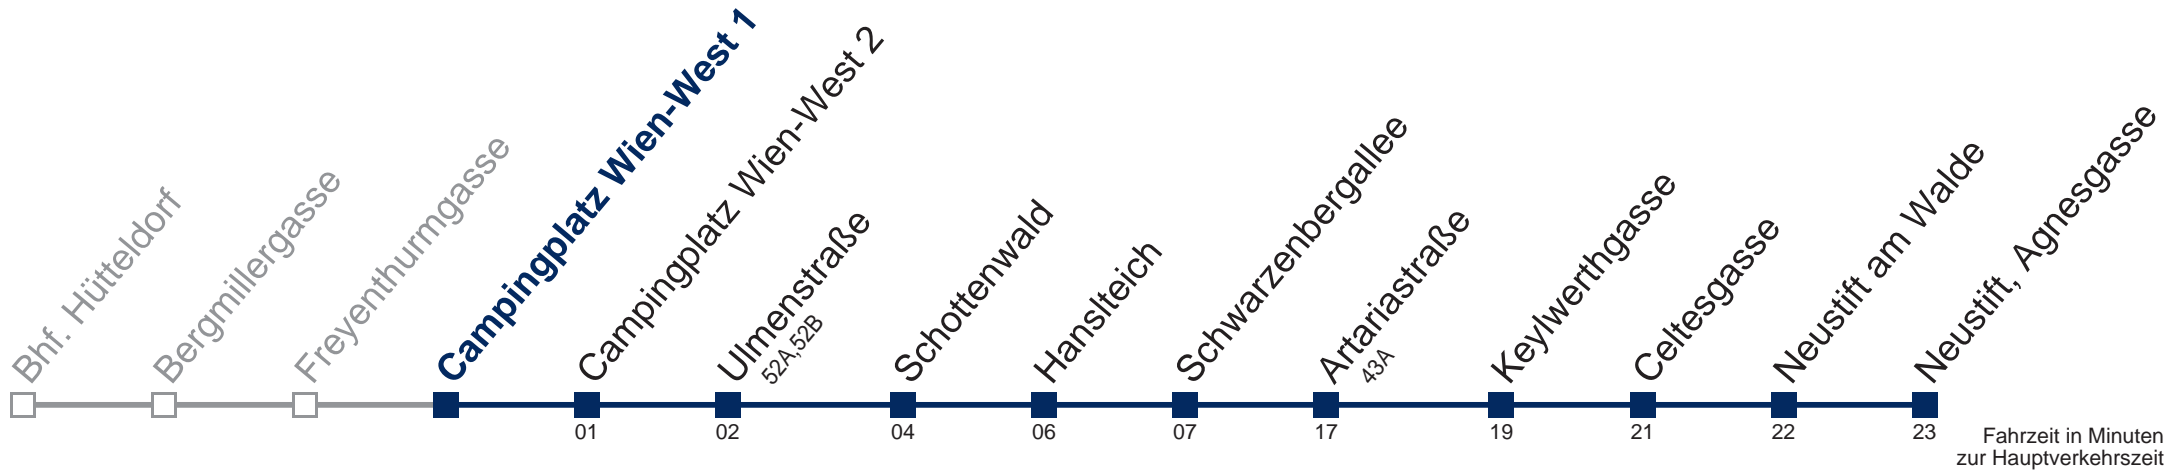 Bhf. Hütteldorf
Bergmillergasse
Freyenthurmgasse
Campingplatz Wien-West 1
Campingplatz Wien-West 2
Ulmenstraße
52A,52B
Schottenwald
Hanslteich
Schwarzenbergallee
Artariastraße
43A
Keylwerthgasse
Celtesgasse
Neustift am Walde
Neustift, Agnesgasse
01 02 04 06 07 17 19 21 22 23
Fahrzeit in Minuten
zur Hauptverkehrszeit